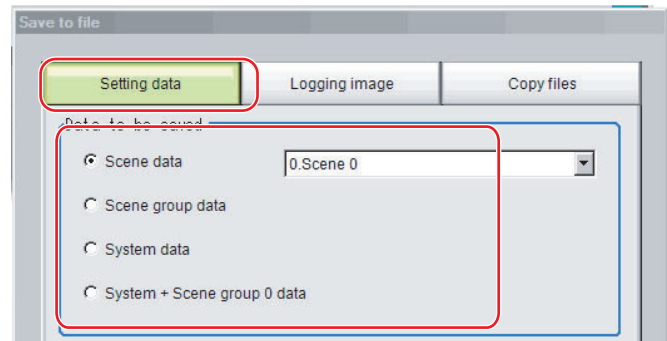 Save to file
Setting data Logging image Copy files
Data to be saved
Scene data 0.Scene 0
Scene group data
System data
System + Scene group 0 data